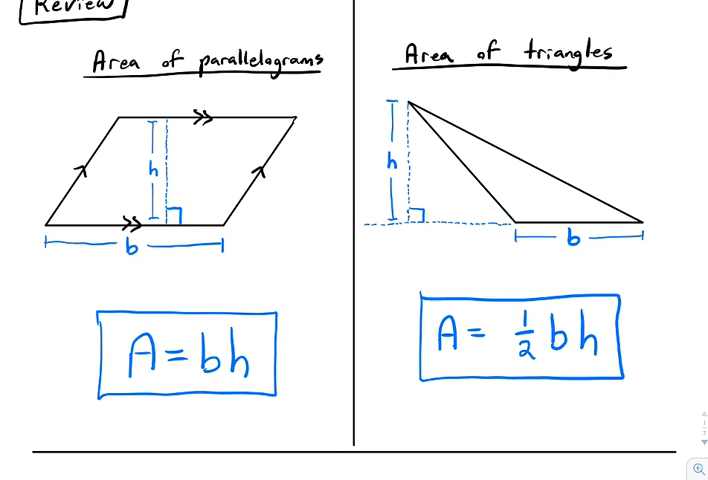 Review
Area of parallelograms
h
b
A = bh
Area of triangles
h
b
A = 1/2 bh